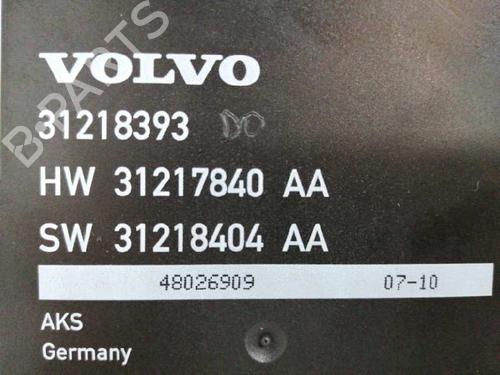 VOLVO
31218393 DO
HW 31217840 AA
SW 31218404 AA
48026909 07-10
AKS
Germany
B-PARTS